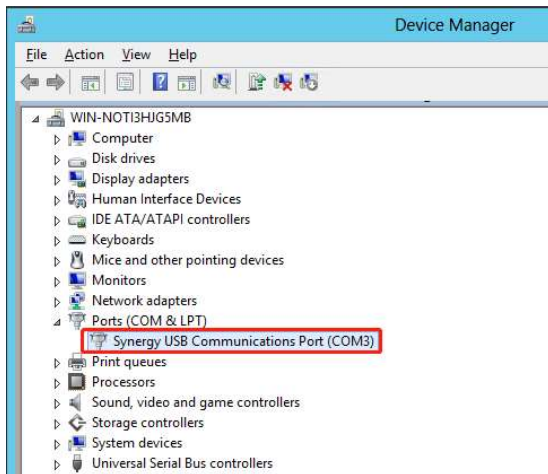 Device Manager
File Action View Help
WIN-NOTI3HJG5MB
Computer
Disk drives
Display adapters
Human Interface Devices
IDE ATA/ATAPI controllers
Keyboards
Mice and other pointing devices
Monitors
Network adapters
Ports (COM & LPT)
Synergy USB Communications Port (COM3)
Print queues
Processors
Sound, video and game controllers
Storage controllers
System devices
Universal Serial Bus controllers